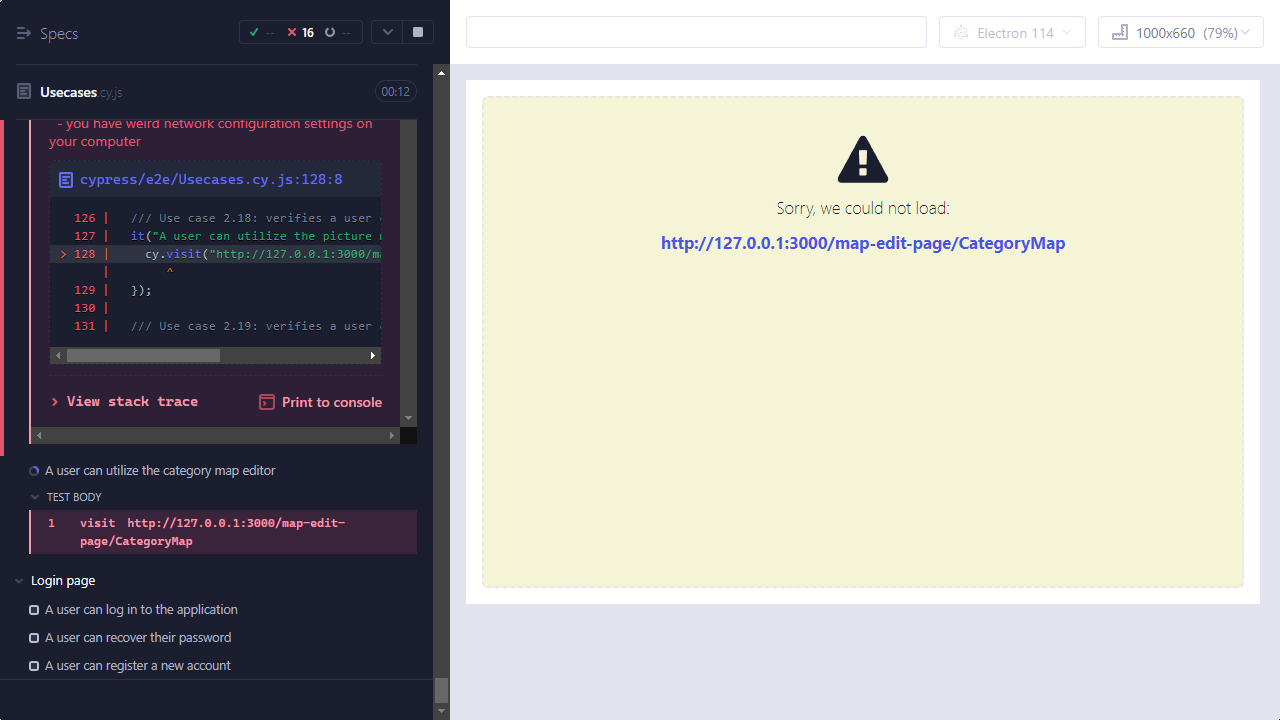 Specs
-- 16 --
Usecases.cy.js 00:12
- you have weird network configuration settings on
your computer
cypress/e2e/Usecases.cy.js:128:8
126 | /// Use case 2.18: verifies a user
127 | it("A user can utilize the picture
> 128 | cy.visit("http://127.0.0.1:3000/ma
| ^
129 | });
130 |
131 | /// Use case 2.19: verifies a user
View stack trace
Print to console
A user can utilize the category map editor
TEST BODY
1 visit http://127.0.0.1:3000/map-edit-
page/CategoryMap
Login page
A user can log in to the application
A user can recover their password
A user can register a new account
Electron 114
1000x660 (79%)
Sorry, we could not load:
http://127.0.0.1:3000/map-edit-page/CategoryMap